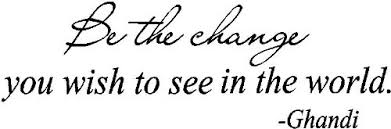 Be the change
you wish to see in the world.
-Ghandi